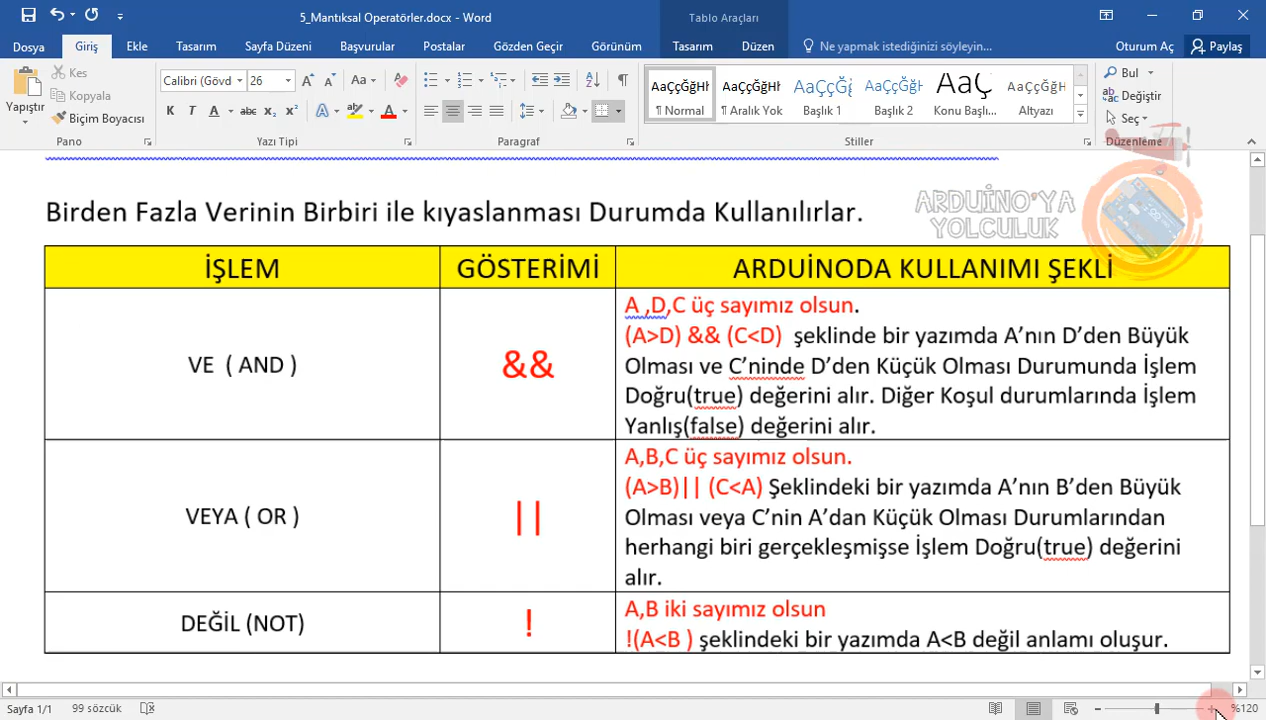 5_Mantıksal Operatörler.docx - Word
Tablo Araçları
Dosya Giriş Ekle Tasarım Sayfa Düzeni Başvurular Postalar Gözden Geçir Görünüm Tasarım Düzen Ne yapmak istediğinizi söyleyin... Oturum Aç Paylaş
Yapıştır
Kes
Kopyala
Biçim Boyacısı
Pano
Calibri (Gövd 26
K T A abc x₂ x²
Yazı Tipi
Paragraf
AaÇçĞğHł AaÇçĞğHł AaÇçĞğ AaÇçĞğH AaÇ AaÇçĞğH
¶ Normal ¶ Aralık Yok Başlık 1 Başlık 2 Konu Başlı... Altyazı
Stiller
Bul
Değiştir
Seç
Düzenleme
ARDUİNO'YA
YOLCULUK
Birden Fazla Verinin Birbiri ile kıyaslanması Durumda Kullanılırlar.
İŞLEM GÖSTERİMİ ARDUİNODA KULLANIMI ŞEKLİ
VE ( AND )
&&
A ,D,C üç sayımız olsun.
(A>D) && (C<D) şeklinde bir yazımda A’nın D’den Büyük
Olması ve C’ninde D’den Küçük Olması Durumunda İşlem
Doğru(true) değerini alır. Diğer Koşul durumlarında İşlem
Yanlış(false) değerini alır.
VEYA ( OR )
||
A,B,C üç sayımız olsun.
(A>B)|| (C<A) Şeklindeki bir yazımda A’nın B’den Büyük
Olması veya C’nin A’dan Küçük Olması Durumlarından
herhangi biri gerçekleşmişse İşlem Doğru(true) değerini
alır.
DEĞİL (NOT)
!
A,B iki sayımız olsun
!(A<B ) şeklindeki bir yazımda A<B değil anlamı oluşur.
Sayfa 1/1 99 sözcük %120